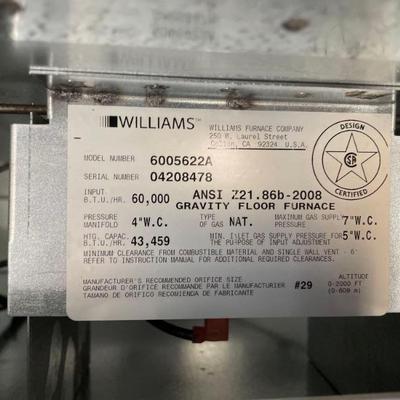 WILLIAMS™
WILLIAMS FURNACE COMPANY
250 W. Laurel Street
Colton, CA 92324 U.S.A.
DESIGN
CERTIFIED
MODEL NUMBER 6005622A
SERIAL NUMBER 04208478
INPUT
B.T.U./HR. 60,000 ANSI Z21.86b-2008
GRAVITY FLOOR FURNACE
PRESSURE
MANIFOLD 4"W.C. TYPE
OF GAS NAT. MAXIMUM GAS SUPPLY
PRESSURE 7"W.C.
HTG. CAPAC
B.T.U./HR. 43,459 MIN. INLET GAS SUPPLY PRESSURE FOR
THE PURPOSE OF INPUT ADJUSTMENT 5"W.C.
MINIMUM CLEARANCE FROM COMBUSTIBLE MATERIAL AND SINGLE WALL VENT - 6"
REFER TO INSTRUCTION MANUAL FOR ADDITIONAL REQUIRED CLEARANCES.
MANUFACTURER'S RECOMMENDED ORIFICE SIZE
GRANDEUR D'ORIFICE RECOMMANDE PAR LE MANUFACTURIER
TAMANO DE ORIFICO RECOMIENDA DE FABRICANTE
#29
ALTITUDE
0-2000 FT
(0-609 m)